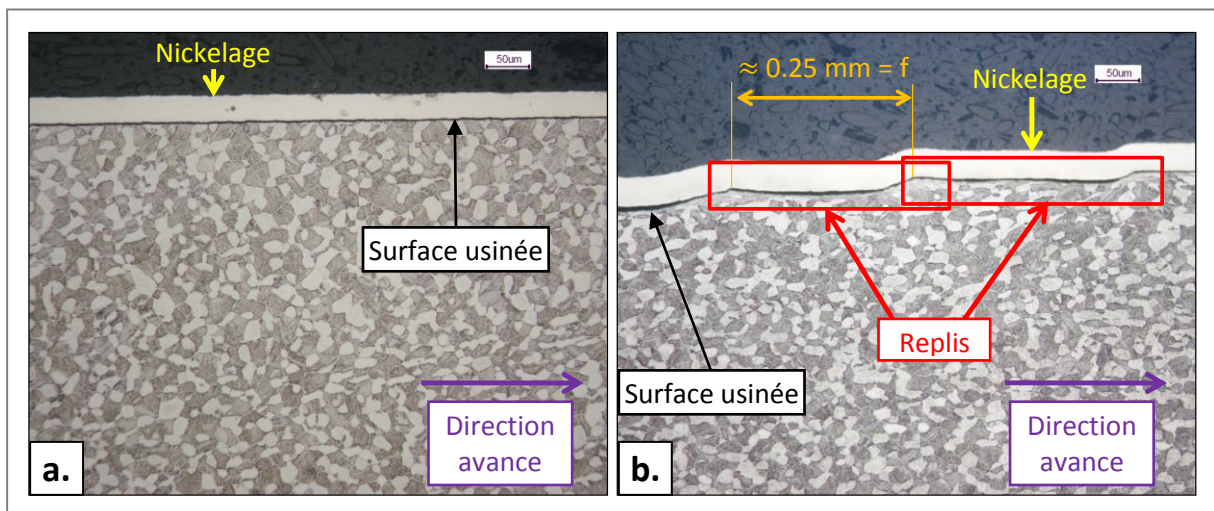 Nickelage
50um
Surface usinée
Direction
avance
a.
≈ 0.25 mm = f
Nickelage
50um
Replis
Surface usinée
Direction
avance
b.